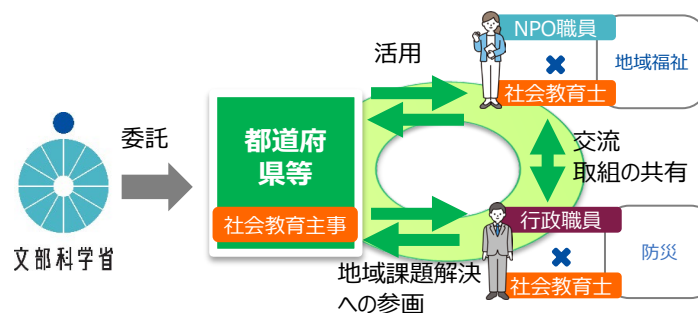 文部科学省
委託
都道府
県等
社会教育主事
活用
地域課題解決
への参画
NPO職員
社会教育士
地域福祉
交流
取組の共有
行政職員
社会教育士
防災